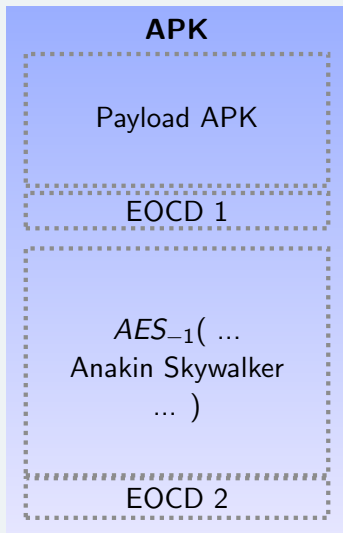 APK
Payload APK
EOCD 1
AES₋₁( ...
Anakin Skywalker
... )
EOCD 2